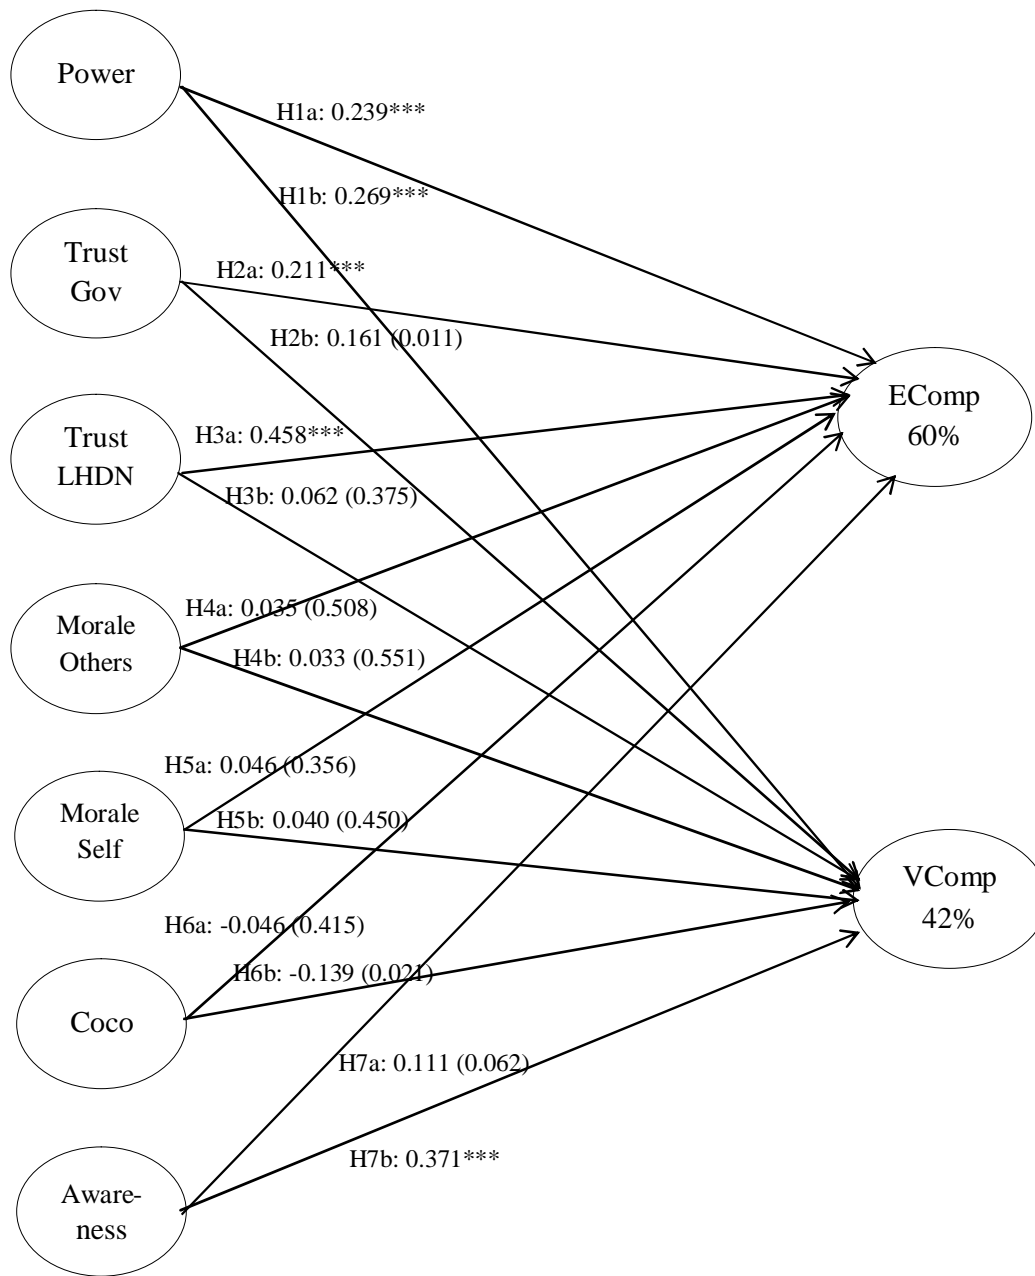 Power
H1a: 0.239***
H1b: 0.269***
Trust
Gov
H2a: 0.211***
H2b: 0.161 (0.011)
EComp
60%
Trust
LHDN
H3a: 0.458***
H3b: 0.062 (0.375)
Morale
Others
H4a: 0.035 (0.508)
H4b: 0.033 (0.551)
Morale
Self
H5a: 0.046 (0.356)
H5b: 0.040 (0.450)
VComp
42%
Coco
H6a: -0.046 (0.415)
H6b: -0.139 (0.021)
H7a: 0.111 (0.062)
H7b: 0.371***
Aware-
ness